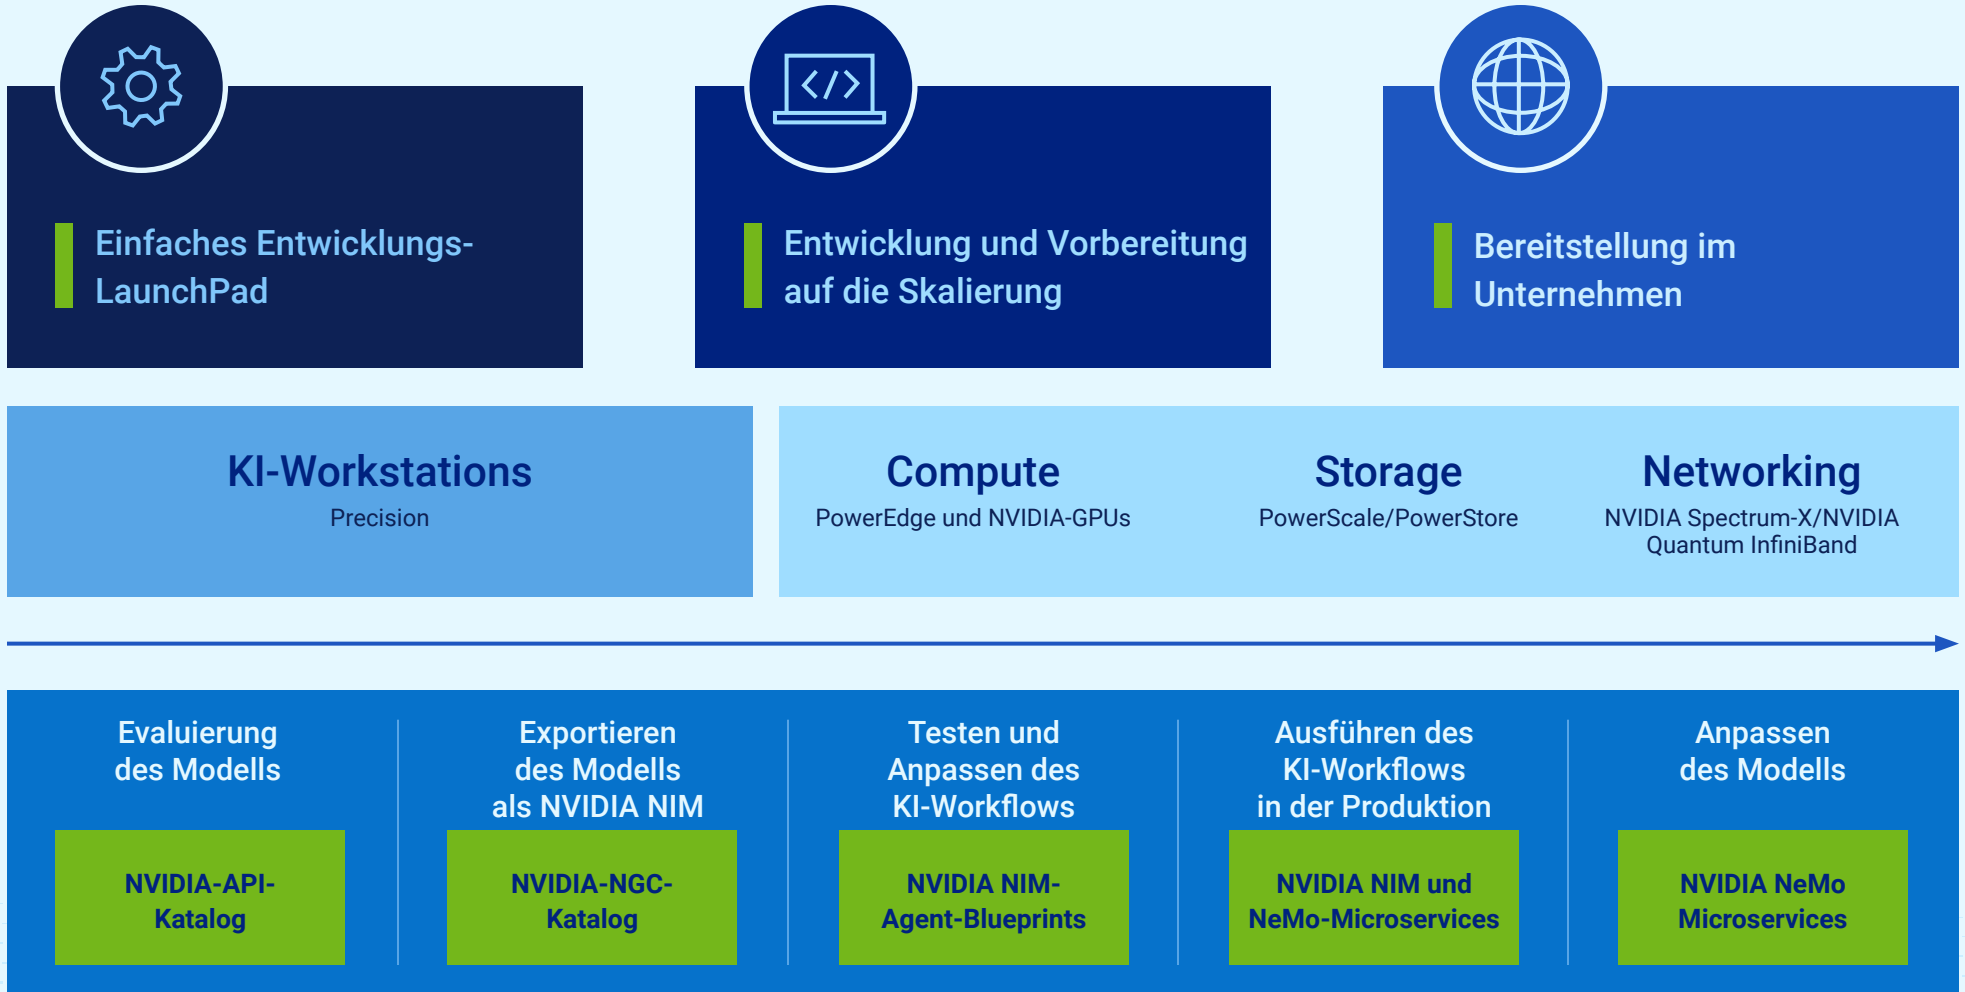 Einfaches Entwicklungs-
LaunchPad
Entwicklung und Vorbereitung
auf die Skalierung
Bereitstellung im
Unternehmen
KI-Workstations
Precision
Compute
PowerEdge und NVIDIA-GPUs
Storage
PowerScale/PowerStore
Networking
NVIDIA Spectrum-X/NVIDIA
Quantum InfiniBand
Evaluierung
des Modells
NVIDIA-API-
Katalog
Exportieren
des Modells
als NVIDIA NIM
NVIDIA-NGC-
Katalog
Testen und
Anpassen des
KI-Workflows
NVIDIA NIM-
Agent-Blueprints
Ausführen des
KI-Workflows
in der Produktion
NVIDIA NIM und
NeMo-Microservices
Anpassen
des Modells
NVIDIA NeMo
Microservices